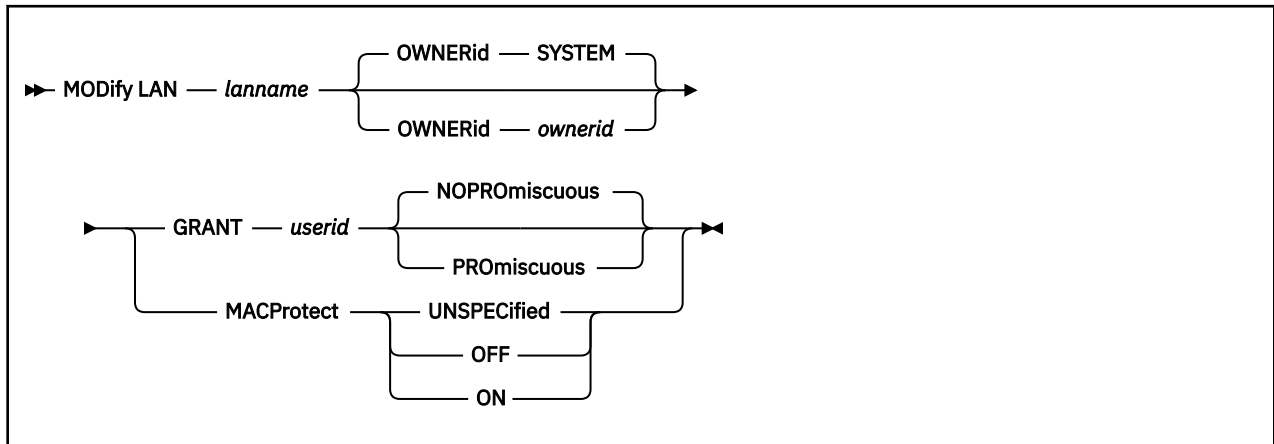 OWNERid SYSTEM
MODify LAN lanname
OWNERid ownerid
NOPROmiscuous
GRANT userid
PROmiscuous
MACProtect UNSPECified
OFF
ON